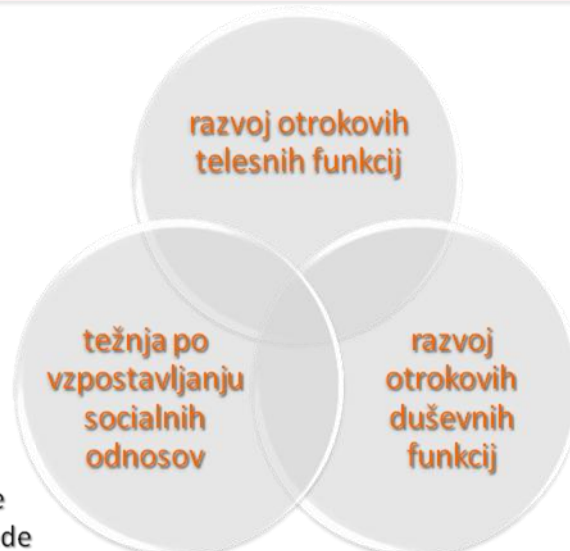 razvoj otrokovih
telesnih funkcij
težnja po
vzpostavljanju
socialnih
odnosov
razvoj
otrokovih
duševnih
funkcij